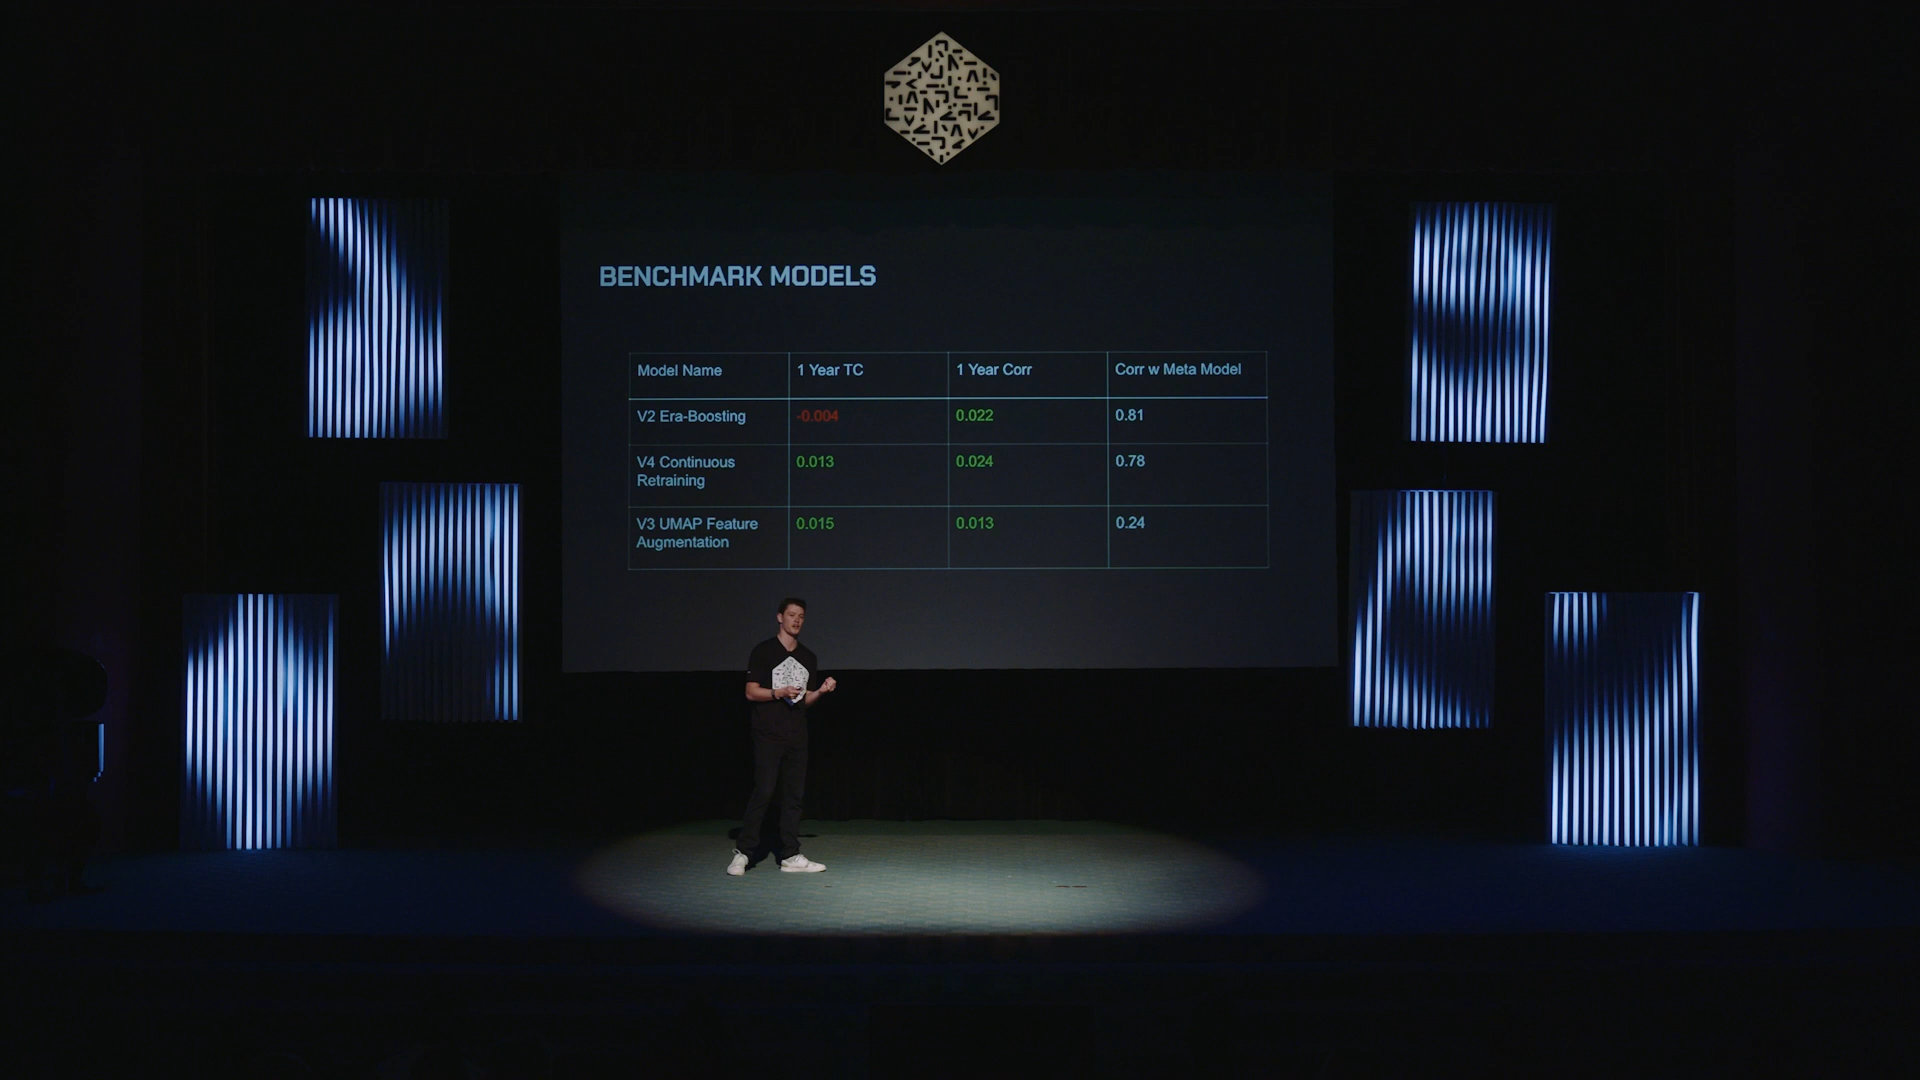 BENCHMARK MODELS
Model Name 1 Year TC 1 Year Corr Corr w Meta Model
V2 Era-Boosting -0.004 0.022 0.81
V4 Continuous Retraining 0.013 0.024 0.78
V3 UMAP Feature Augmentation 0.015 0.013 0.24